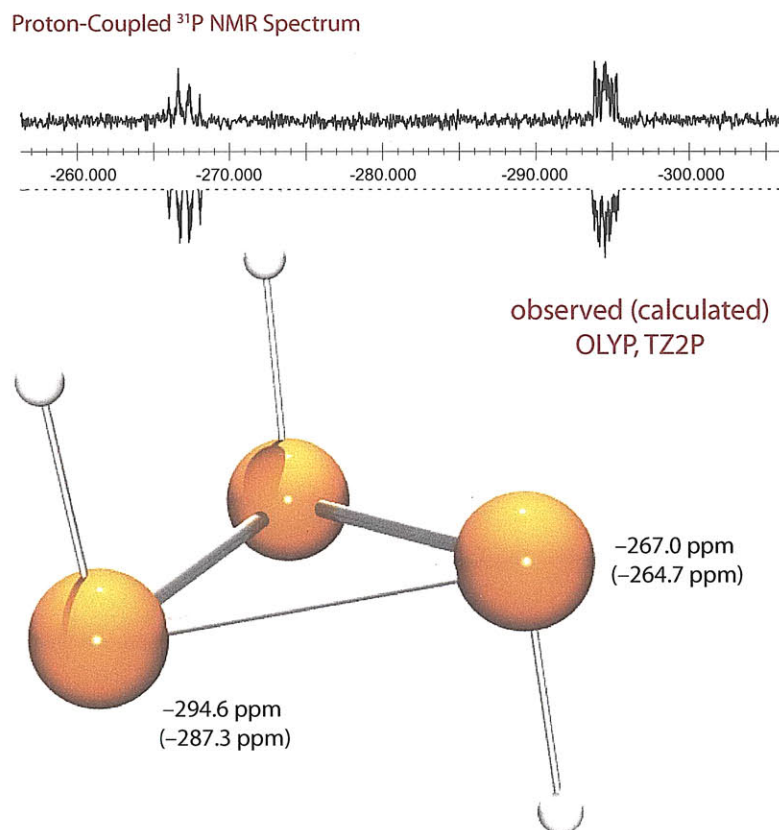 Proton-Coupled ³¹P NMR Spectrum
-260.000 -270.000 -280.000 -290.000 -300.000
observed (calculated)
OLYP, TZ2P
–267.0 ppm
(–264.7 ppm)
–294.6 ppm
(–287.3 ppm)